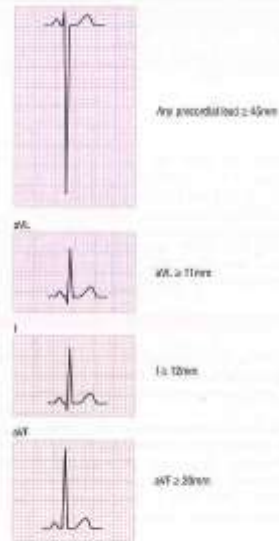 Any precordial lead ≥ 45mm
aVL
aVL ≥ 11mm
I
I ≥ 12mm
aVF
aVF ≥ 20mm